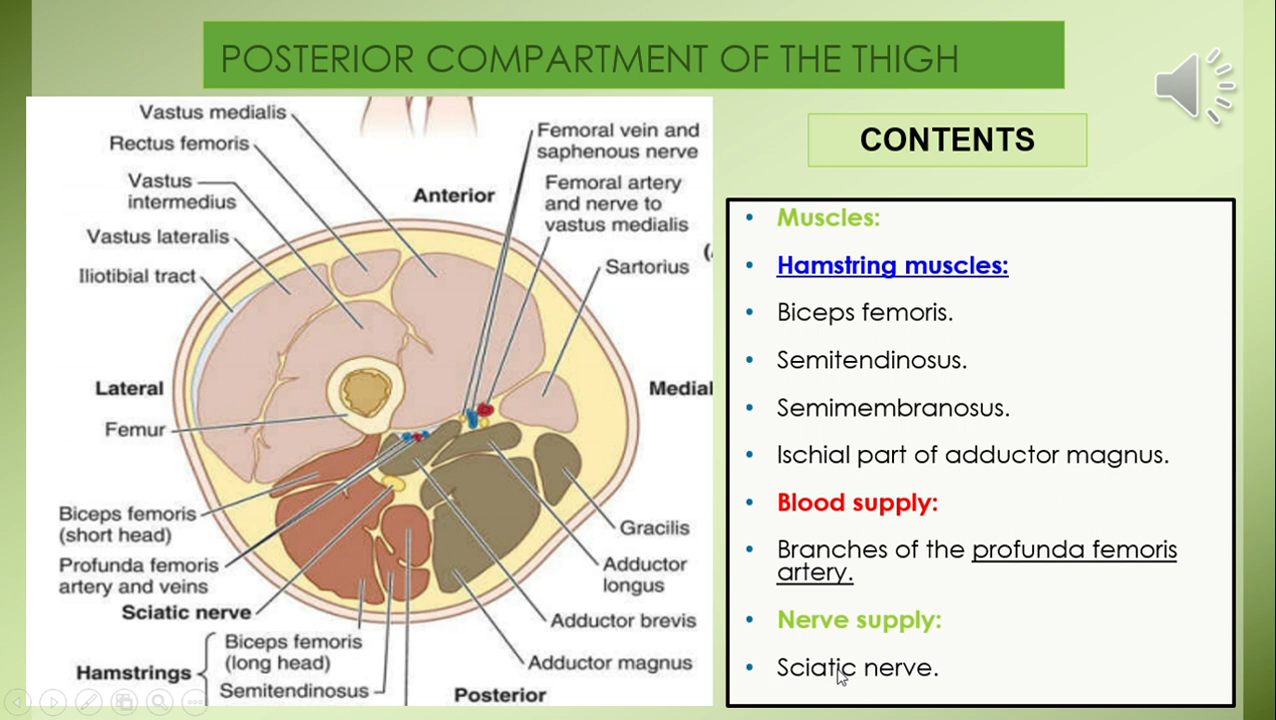 POSTERIOR COMPARTMENT OF THE THIGH
Vastus medialis
Rectus femoris
Vastus
intermedius
Vastus lateralis
Iliotibial tract
Anterior
Femoral vein and
saphenous nerve
Femoral artery
and nerve to
vastus medialis
Sartorius
(
Lateral
Medial
Femur
Biceps femoris
(short head)
Profunda femoris
artery and veins
Sciatic nerve
Hamstrings
Biceps femoris
(long head)
Semitendinosus
Gracilis
Adductor
longus
Adductor brevis
Adductor magnus
Posterior
CONTENTS
• Muscles:
• Hamstring muscles:
• Biceps femoris.
• Semitendinosus.
• Semimembranosus.
• Ischial part of adductor magnus.
• Blood supply:
• Branches of the profunda femoris
artery.
• Nerve supply:
• Sciatic nerve.